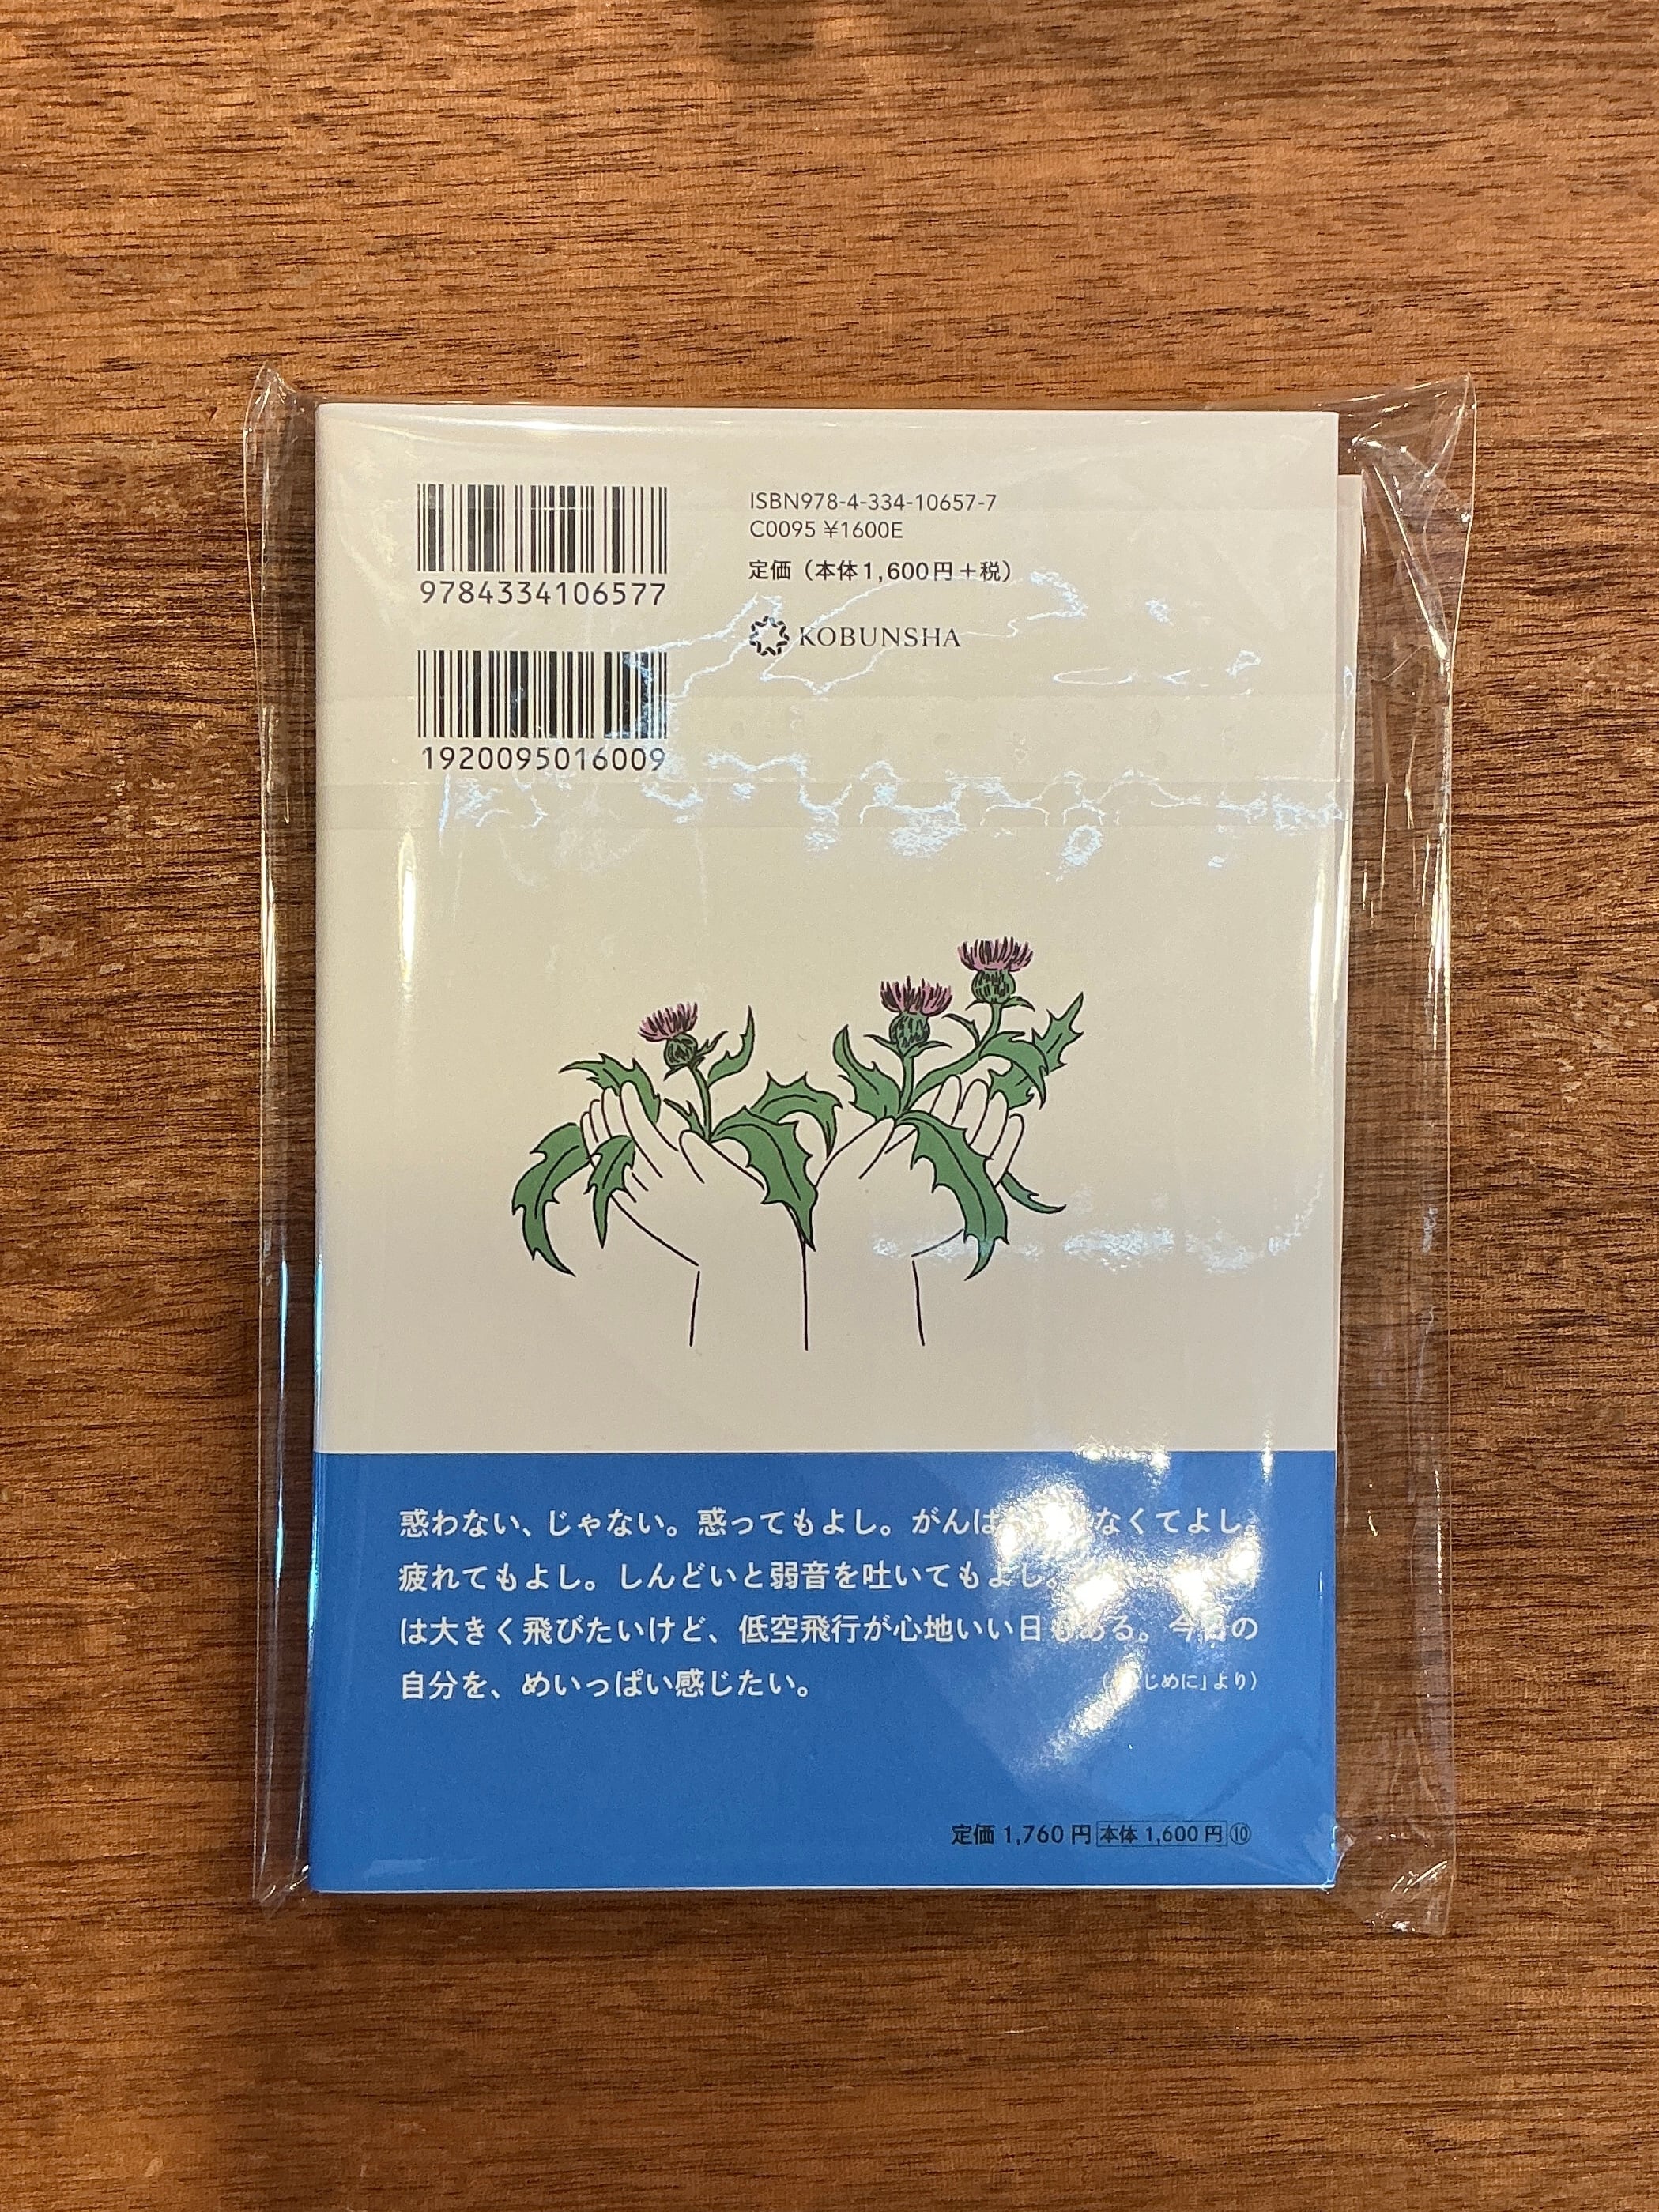 ISBN978-4-334-10657-7
C0095 ¥1600E
定価（本体1,600円＋税）
KOBUNSHA
9784334106577
1920095016009
惑わない、じゃない。惑ってもよし。がんば なくてよし。
疲れてもよし。しんどいと弱音を吐いてもよし。
は大きく飛びたいけど、低空飛行が心地いい日もある。今日の
自分を、めいっぱい感じたい。
じめに」より）
定価 1,760 円 本体 1,600 円 ⑩